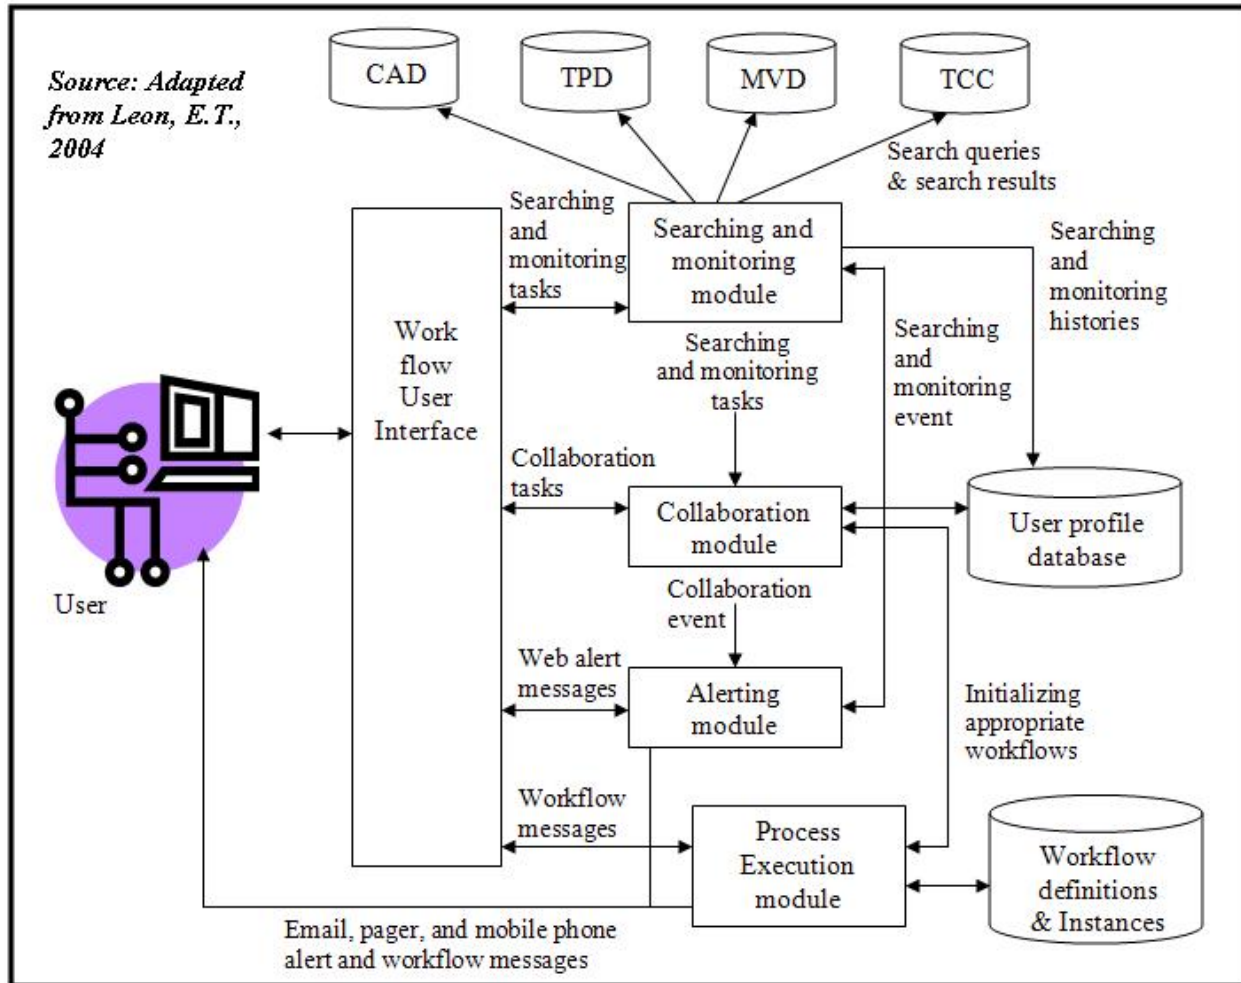 Source: Adapted
from Leon, E.T.,
2004
CAD
TPD
MVD
TCC
Search queries
& search results
Searching
and
monitoring
tasks
Searching and
monitoring
module
Searching
and
monitoring
histories
Work
flow
User
Interface
Searching
and monitoring
tasks
Searching
and
monitoring
event
Collaboration
tasks
Collaboration
module
User profile
database
User
Collaboration
event
Web alert
messages
Alerting
module
Initializing
appropriate
workflows
Workflow
messages
Process
Execution
module
Workflow
definitions
& Instances
Email, pager, and mobile phone
alert and workflow messages